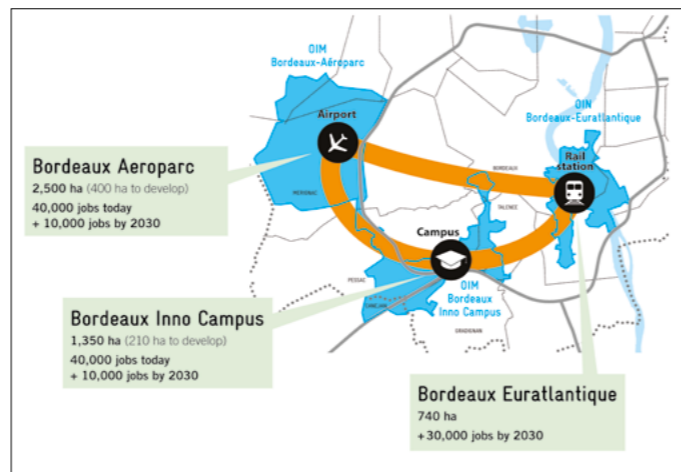 OIM
Bordeaux-Aéroparc
Airport
OIN
Bordeaux-Euratlantique
Rail
station
Bordeaux Aeroparc
2,500 ha (400 ha to develop)
40,000 jobs today
+ 10,000 jobs by 2030
MERIGNAC
BORDEAUX
TALENCE
Campus
PESSAC
OIM
Bordeaux
Inno Campus
GRADIGNAN
Bordeaux Inno Campus
1,350 ha (210 ha to develop)
40,000 jobs today
+ 10,000 jobs by 2030
Bordeaux Euratlantique
740 ha
+30,000 jobs by 2030